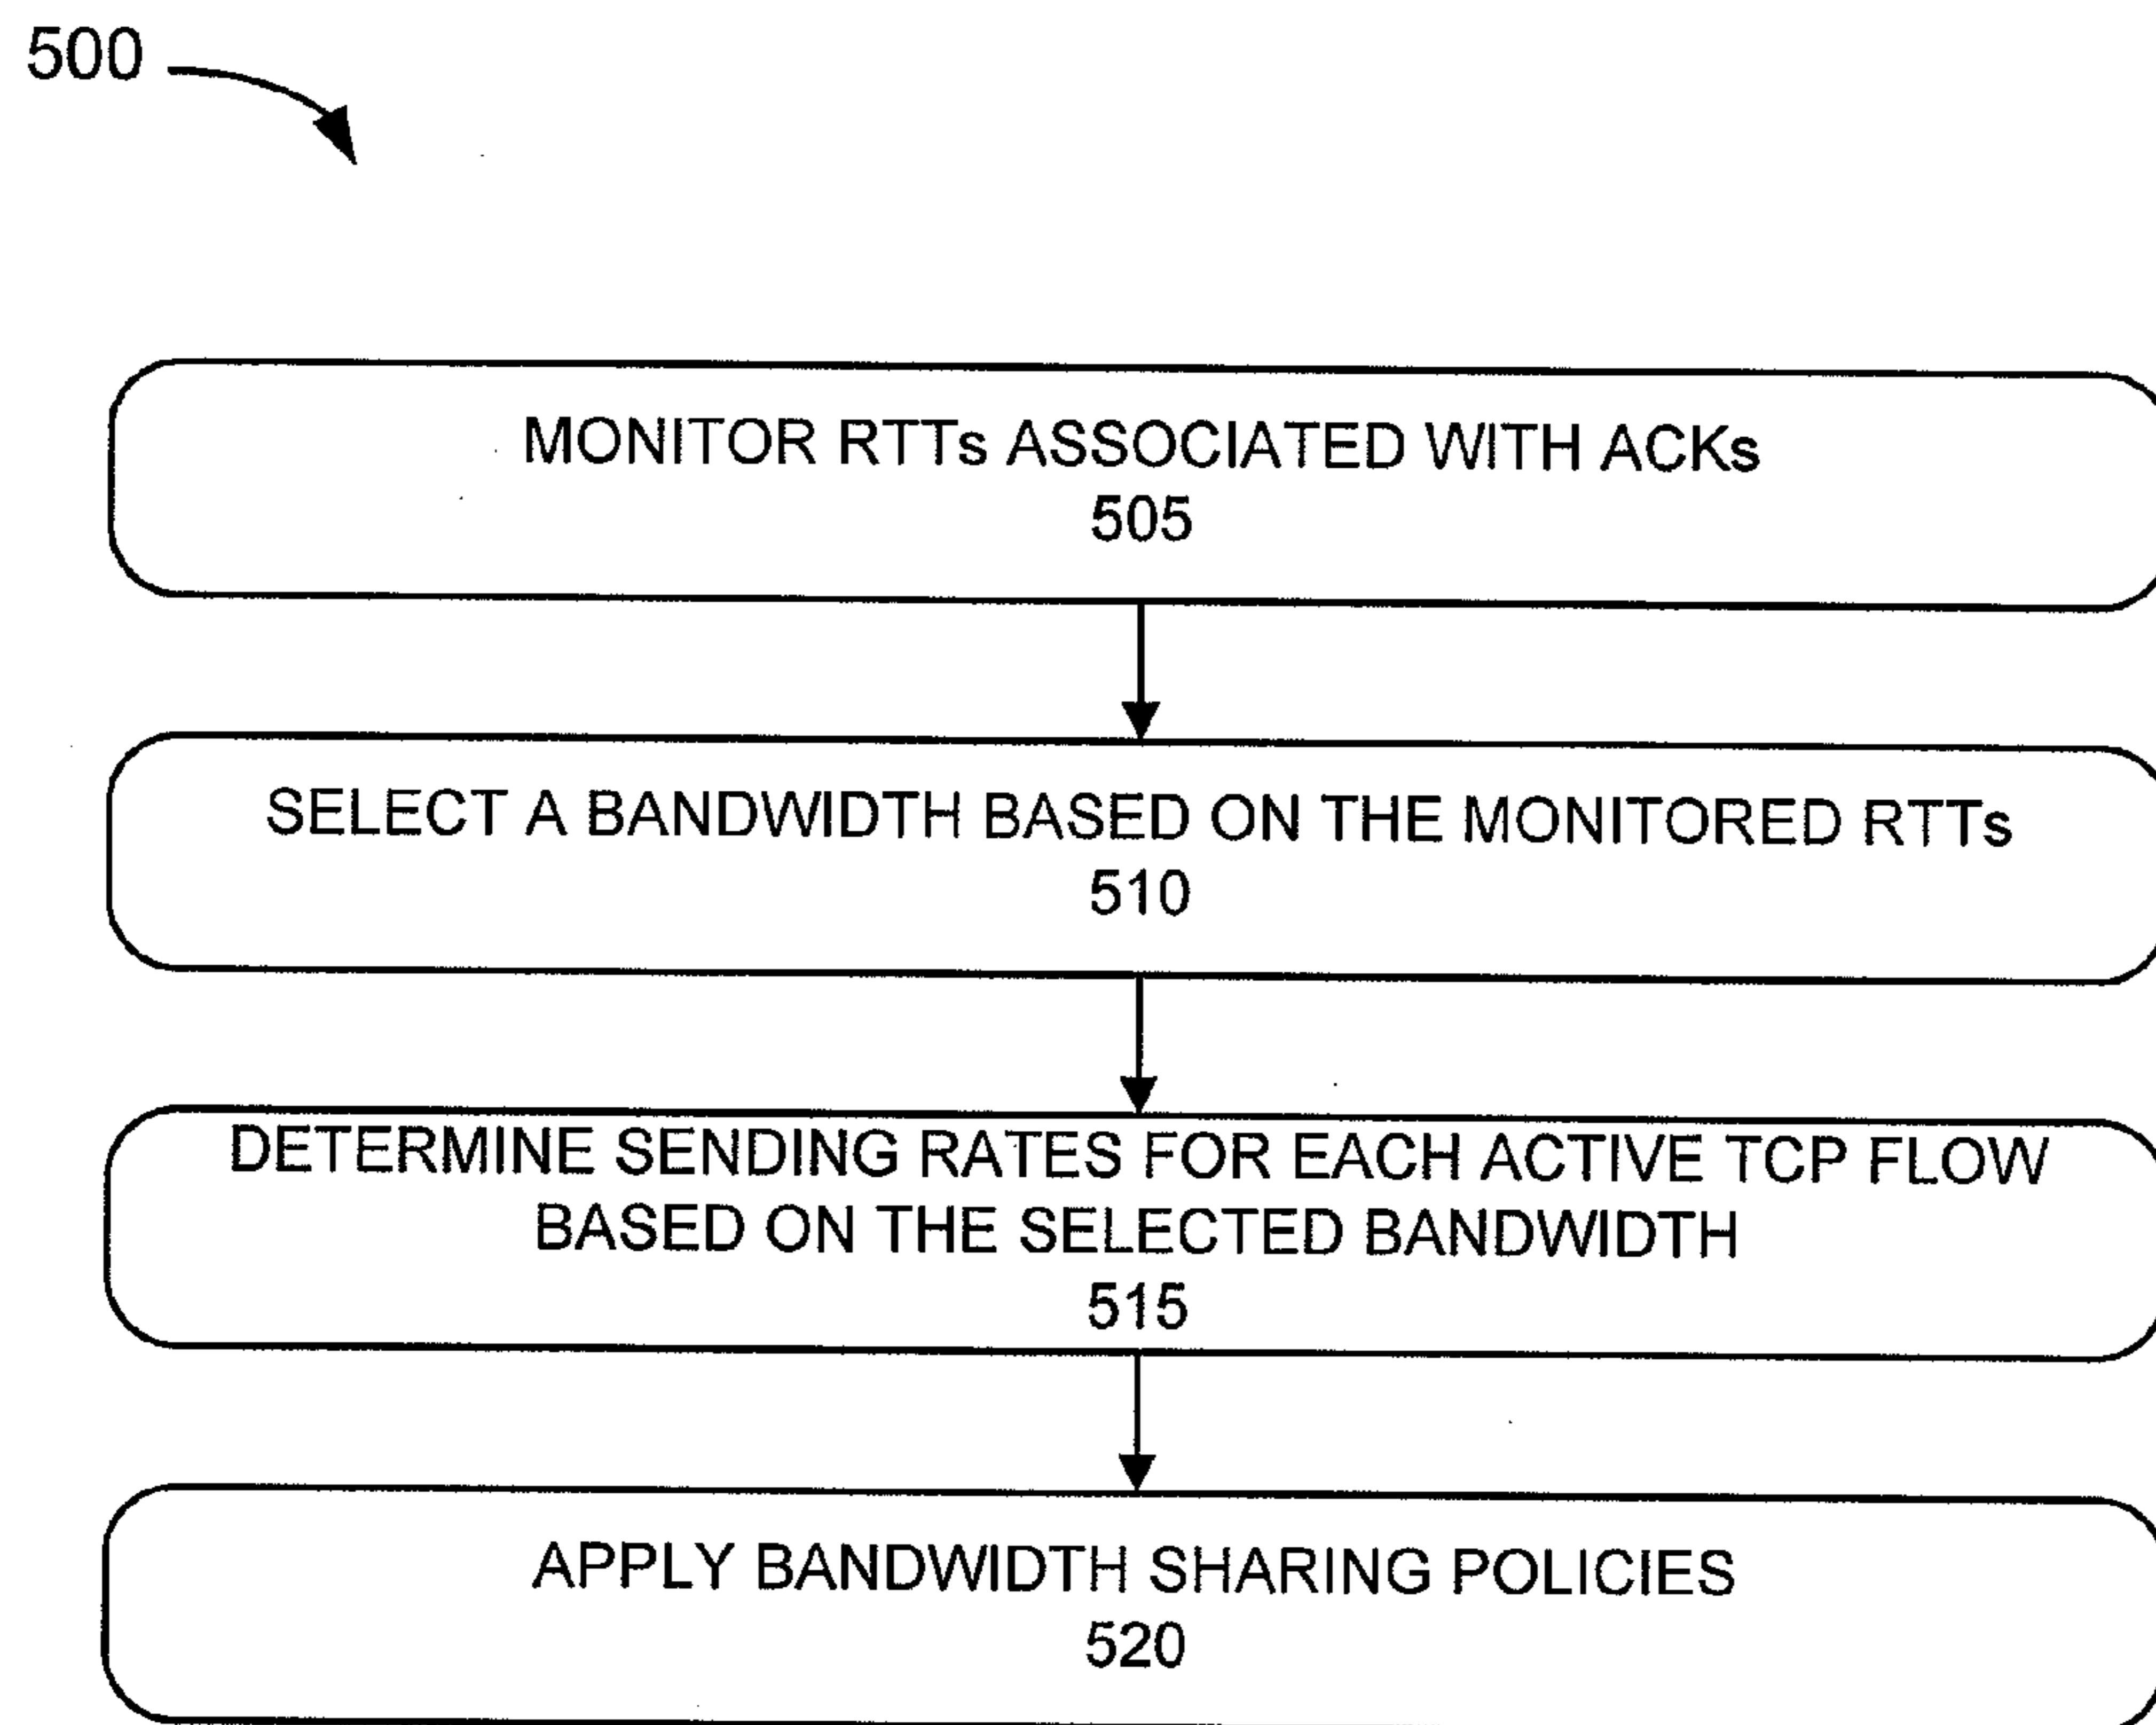 500
MONITOR RTTs ASSOCIATED WITH ACKs
505
SELECT A BANDWIDTH BASED ON THE MONITORED RTTs
510
DETERMINE SENDING RATES FOR EACH ACTIVE TCP FLOW
BASED ON THE SELECTED BANDWIDTH
515
APPLY BANDWIDTH SHARING POLICIES
520